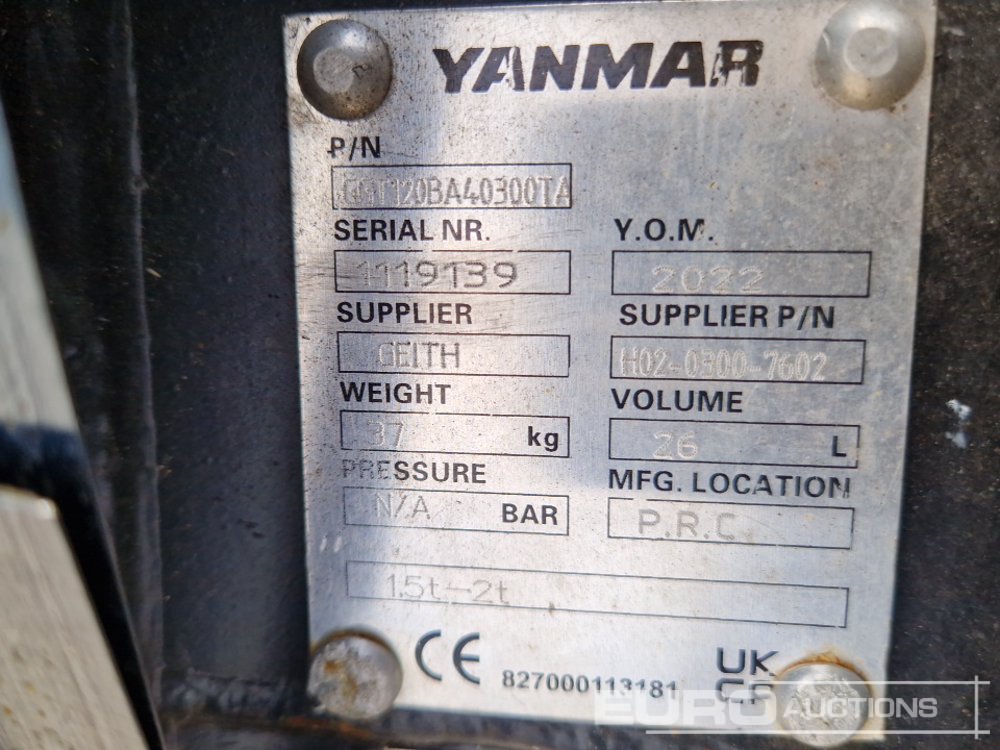 YANMAR
P/N
SERIAL NR. Y.O.M.
1119139 2022
SUPPLIER SUPPLIER P/N
GEITH H02-0300-7602
WEIGHT VOLUME
37 kg 26 L
PRESSURE MFG. LOCATION
N/A BAR P.R.C.
1.5t-2t
CE 827000113181 UK
CA
EURO AUCTIONS